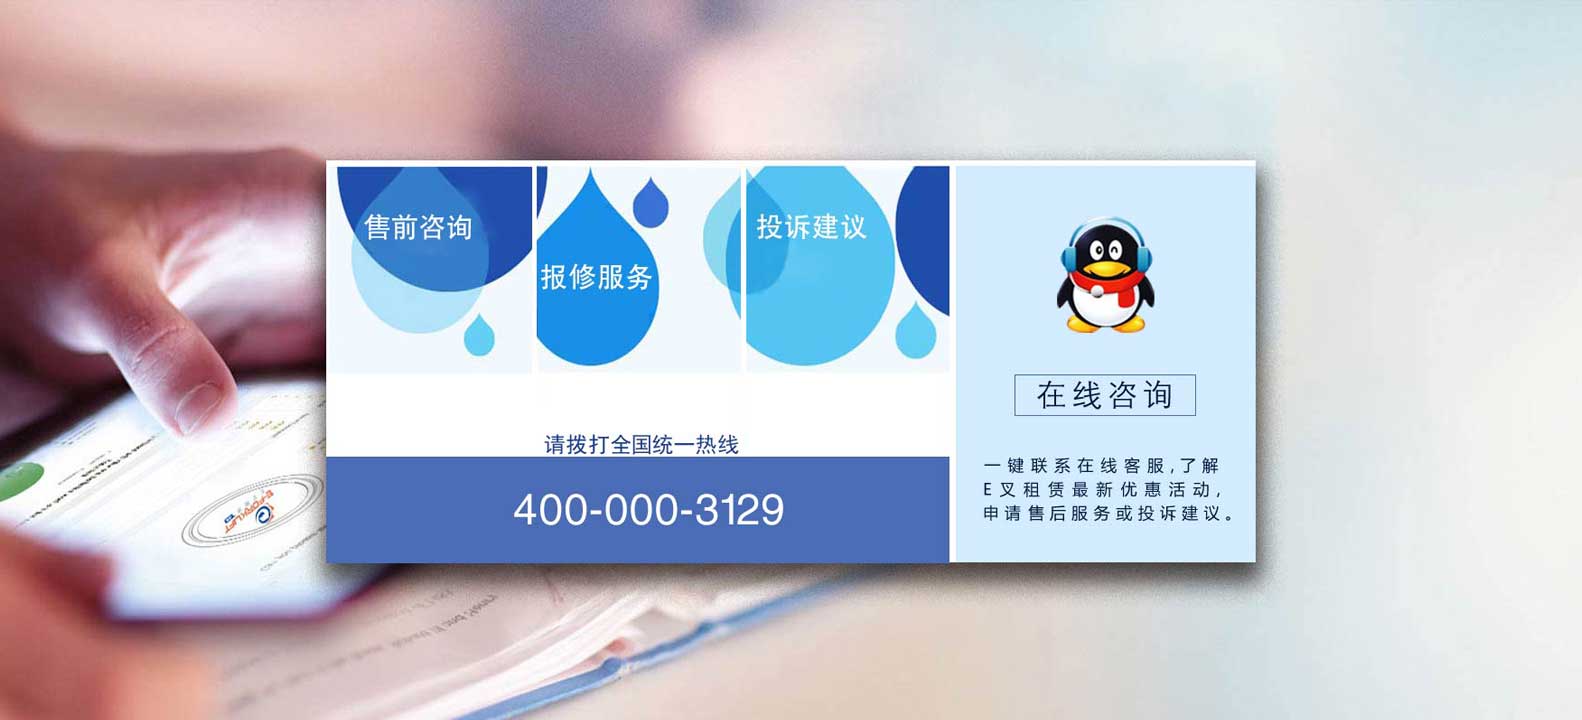 售前咨询
报修服务
投诉建议
请拨打全国统一热线
400-000-3129
在线咨询
一键联系在线客服,了解
E叉租赁最新优惠活动,
申请售后服务或投诉建议。
E-FORKLIFT